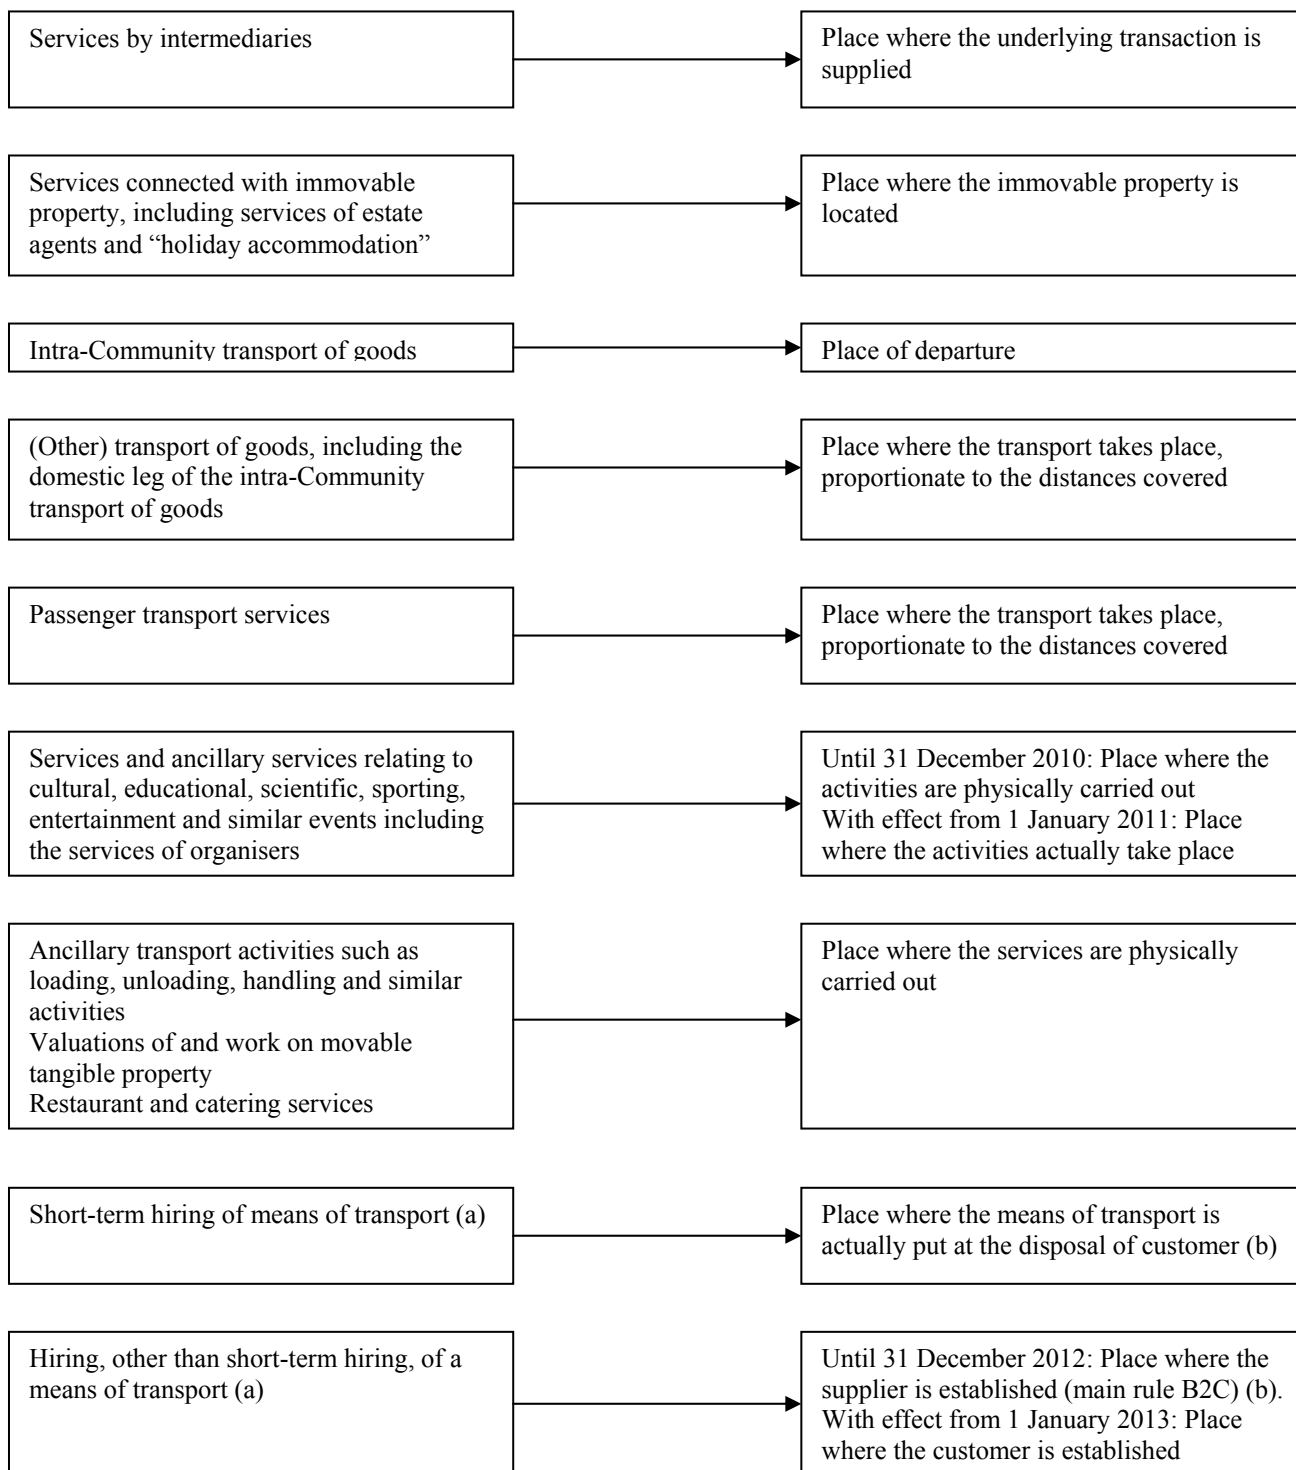 Services by intermediaries
Place where the underlying transaction is
supplied
Services connected with immovable
property, including services of estate
agents and “holiday accommodation”
Place where the immovable property is
located
Intra-Community transport of goods
Place of departure
(Other) transport of goods, including the
domestic leg of the intra-Community
transport of goods
Place where the transport takes place,
proportionate to the distances covered
Passenger transport services
Place where the transport takes place,
proportionate to the distances covered
Services and ancillary services relating to
cultural, educational, scientific, sporting,
entertainment and similar events including
the services of organisers
Until 31 December 2010: Place where the
activities are physically carried out
With effect from 1 January 2011: Place
where the activities actually take place
Ancillary transport activities such as
loading, unloading, handling and similar
activities
Valuations of and work on movable
tangible property
Restaurant and catering services
Place where the services are physically
carried out
Short-term hiring of means of transport (a)
Place where the means of transport is
actually put at the disposal of customer (b)
Hiring, other than short-term hiring, of a
means of transport (a)
Until 31 December 2012: Place where the
supplier is established (main rule B2C) (b).
With effect from 1 January 2013: Place
where the customer is established